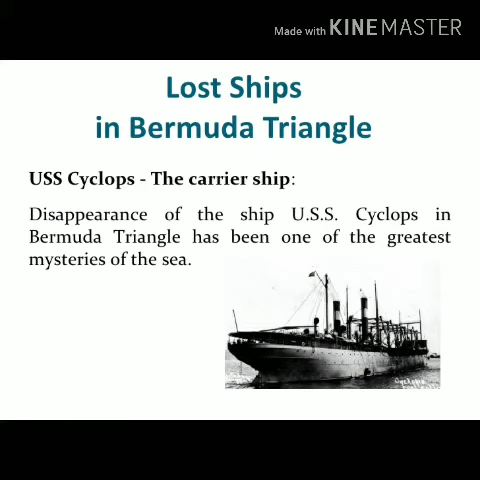 Made with KINEMASTER
Lost Ships
in Bermuda Triangle
USS Cyclops - The carrier ship:
Disappearance of the ship U.S.S. Cyclops in
Bermuda Triangle has been one of the greatest
mysteries of the sea.
Cyclops